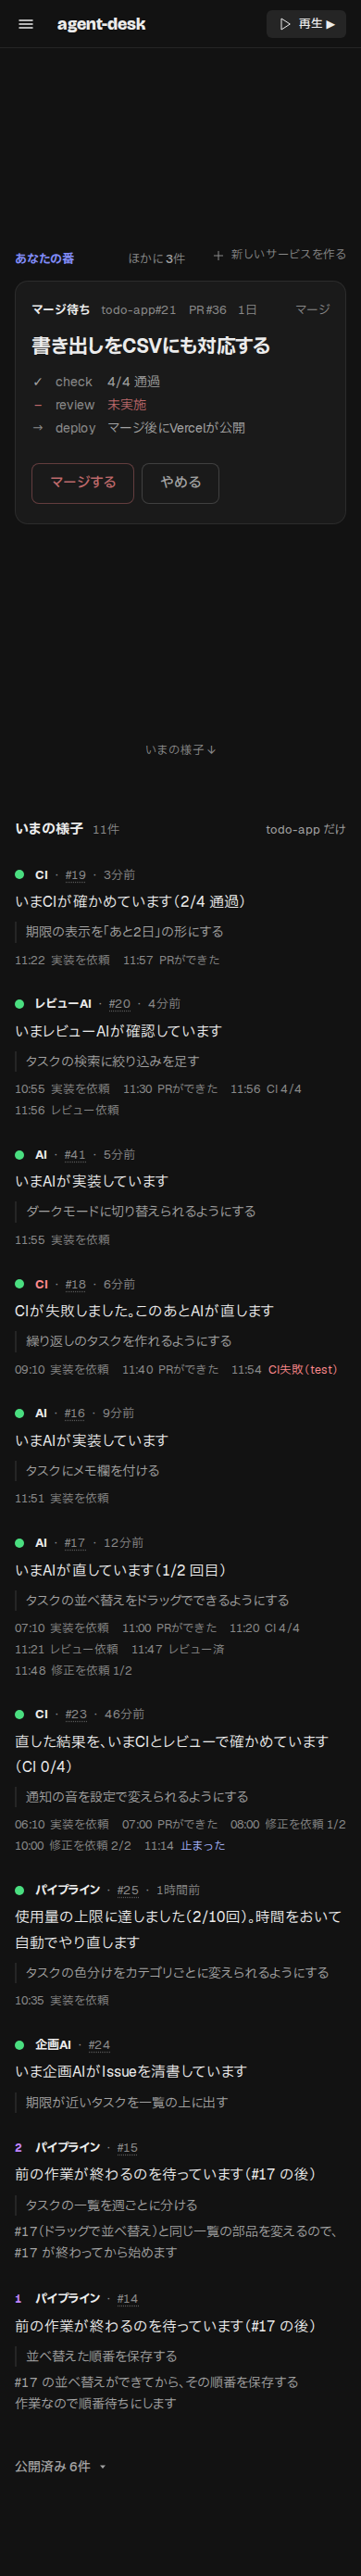 agent-desk
再生 ▶
あなたの番 ほかに 3件 ＋ 新しいサービスを作る
マージ待ち todo-app#21 PR #36 1日 マージ
書き出しをCSVにも対応する
✓ check 4/4 通過
− review 未実施
→ deploy マージ後にVercelが公開
マージする やめる
いまの様子 ↓
いまの様子 11件 todo-app だけ
CI · #19 · 3分前
いまCIが確かめています（2/4 通過）
期限の表示を「あと2日」の形にする
11:22 実装を依頼 11:57 PRができた
レビューAI · #20 · 4分前
いまレビューAIが確認しています
タスクの検索に絞り込みを足す
10:55 実装を依頼 11:30 PRができた 11:56 CI 4/4
11:56 レビュー依頼
AI · #41 · 5分前
いまAIが実装しています
ダークモードに切り替えられるようにする
11:55 実装を依頼
CI · #18 · 6分前
CIが失敗しました。このあとAIが直します
繰り返しのタスクを作れるようにする
09:10 実装を依頼 11:40 PRができた 11:54 CI失敗（test）
AI · #16 · 9分前
いまAIが実装しています
タスクにメモ欄を付ける
11:51 実装を依頼
AI · #17 · 12分前
いまAIが直しています（1/2 回目）
タスクの並べ替えをドラッグでできるようにする
07:10 実装を依頼 11:00 PRができた 11:20 CI 4/4
11:21 レビュー依頼 11:47 レビュー済
11:48 修正を依頼 1/2
CI · #23 · 46分前
直した結果を、いまCIとレビューで確かめています
（CI 0/4）
通知の音を設定で変えられるようにする
06:10 実装を依頼 07:00 PRができた 08:00 修正を依頼 1/2
10:00 修正を依頼 2/2 11:14 止まった
パイプライン · #25 · 1時間前
使用量の上限に達しました（2/10回）。時間をおいて
自動でやり直します
タスクの色分けをカテゴリごとに変えられるようにする
10:35 実装を依頼
企画AI · #24
いま企画AIがIssueを清書しています
期限が近いタスクを一覧の上に出す
2 パイプライン · #15
前の作業が終わるのを待っています（#17 の後）
タスクの一覧を週ごとに分ける
#17（ドラッグで並べ替え）と同じ一覧の部品を変えるので、
#17 が終わってから始めます
1 パイプライン · #14
前の作業が終わるのを待っています（#17 の後）
並べ替えた順番を保存する
#17 の並べ替えができてから、その順番を保存する
作業なので順番待ちにします
公開済み 6件